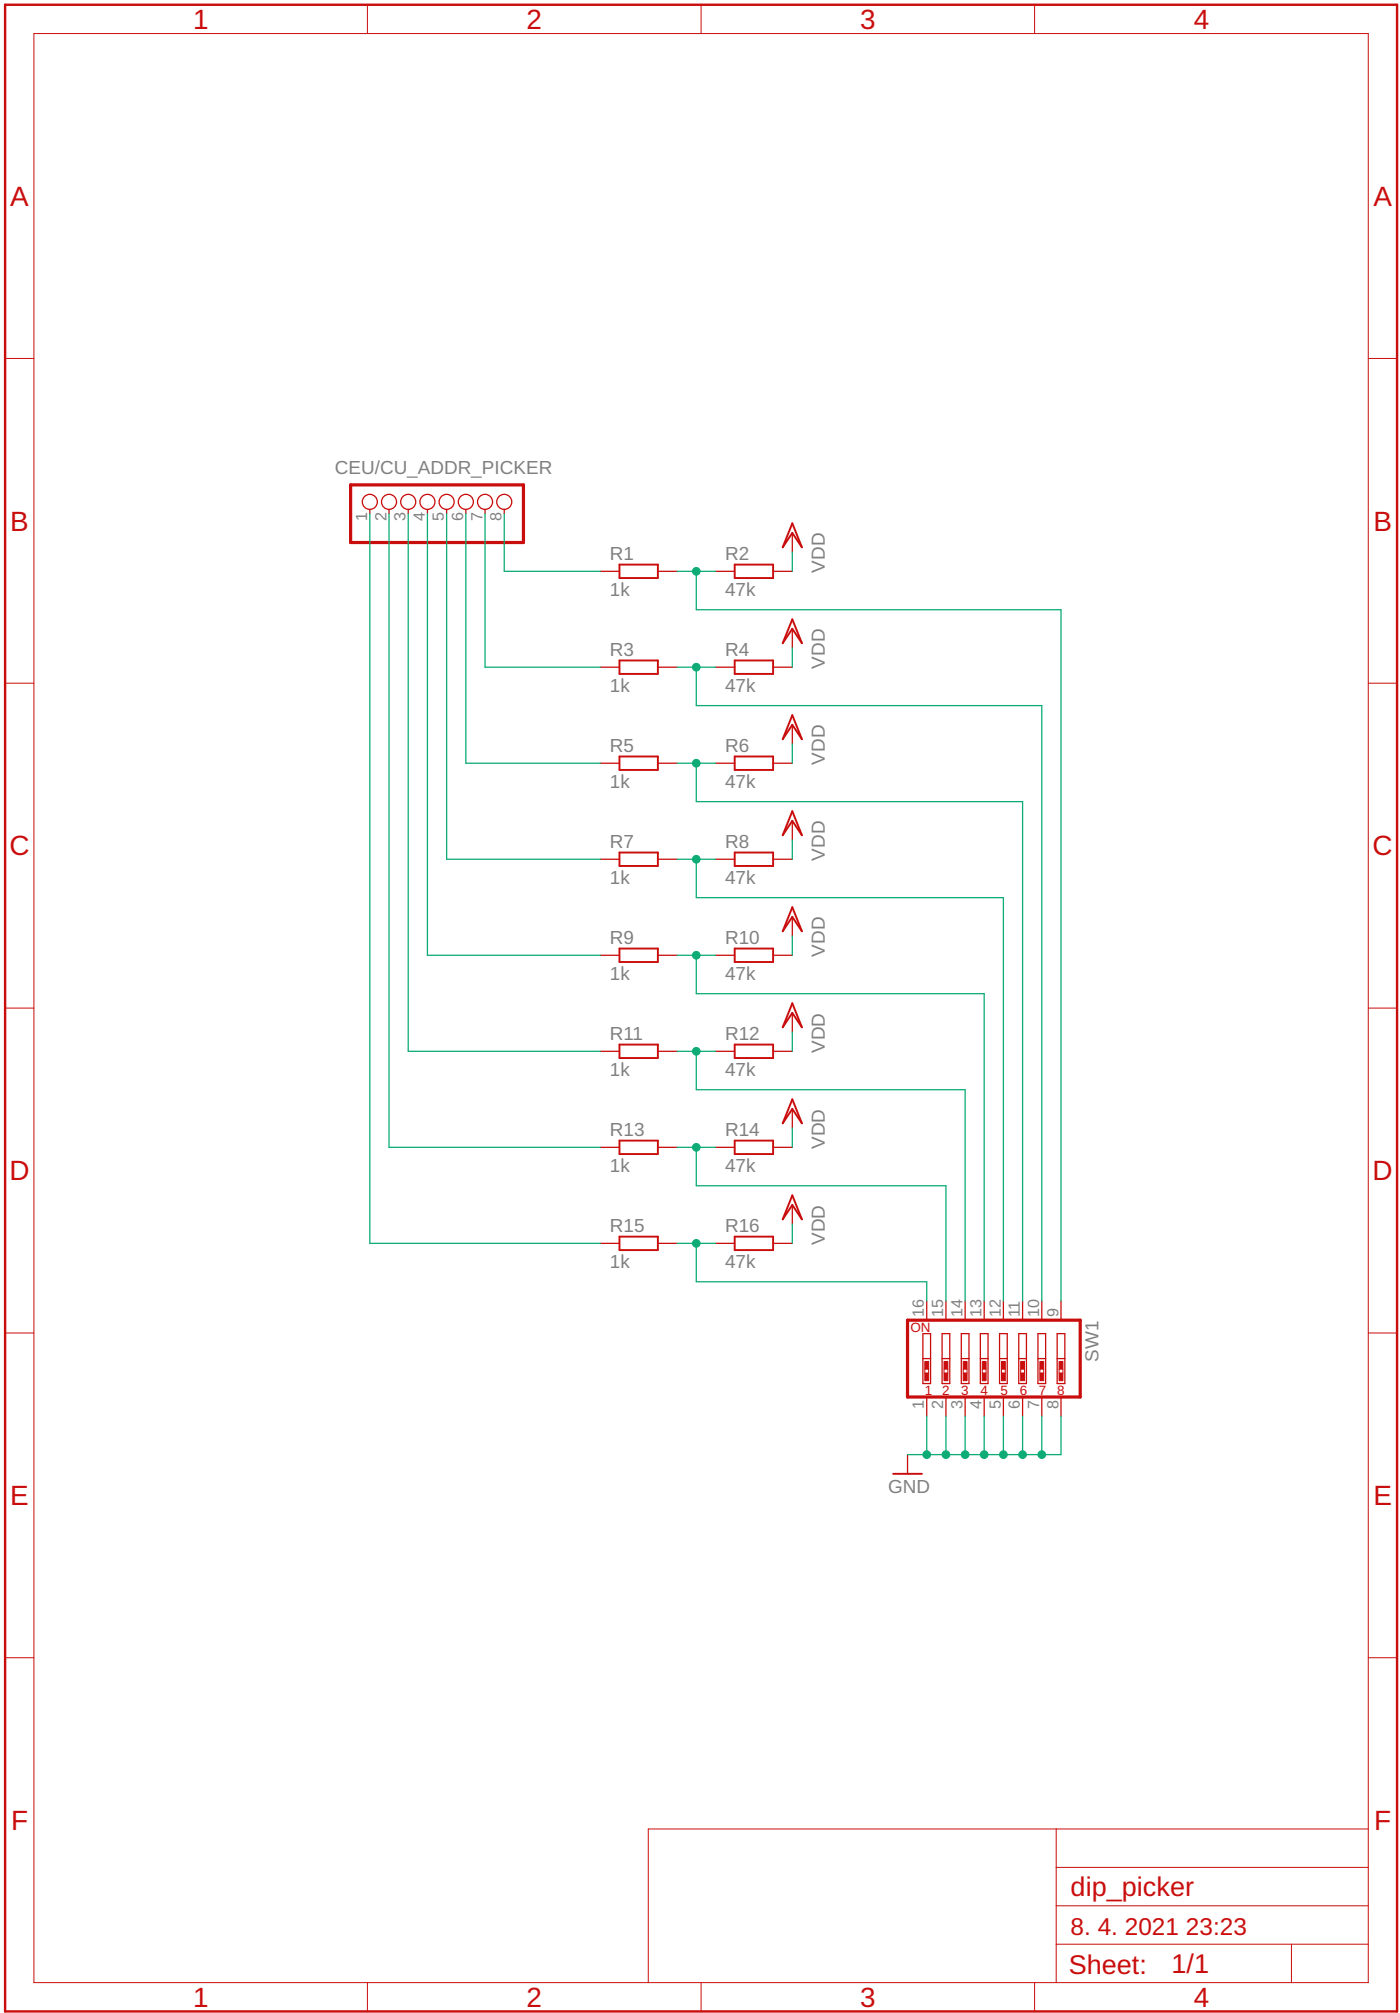 1 2 3 4
A A
CEU/CU_ADDR_PICKER
B B
1 2 3 4 5 6 7 8
R1 R2 VDD
1k 47k
R3 R4 VDD
1k 47k
R5 R6 VDD
1k 47k
C C
R7 R8 VDD
1k 47k
R9 R10 VDD
1k 47k
R11 R12 VDD
1k 47k
R13 R14 VDD
D D
1k 47k
R15 R16 VDD
1k 47k
16 15 14 13 12 11 10 9
ON
SW1
1 2 3 4 5 6 7 8
1 2 3 4 5 6 7 8
GND
E E
F F
dip_picker
8. 4. 2021 23:23
Sheet: 1/1
1 2 3 4